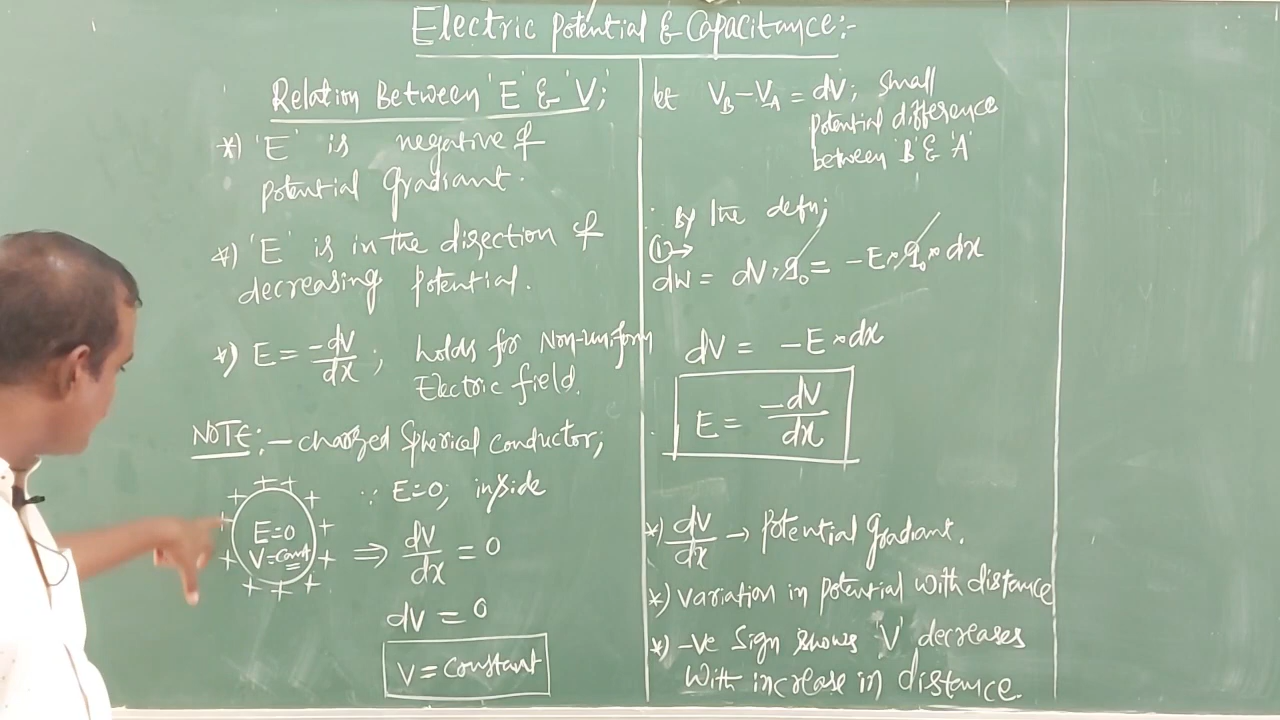 Electric Potential & Capacitance:-
Relation Between 'E' & 'V';
*) 'E' is negative of
potential gradiant.
*) 'E' is in the direction of
decreasing potential.
*) E = -dV/dx ; holds for Non-uniform
Electric field.
NOTE:- charged Spherical conductor;
+ + + + + + + + + + + + +
E=0
V=const
∵ E=0; inside
⇒ dV/dx = 0
dV = 0
V = constant
let V_B - V_A = dV; small
potential difference
between 'B' & 'A'
∴ By the defn;
①→
dW = dV × q₀ = -E × q₀ × dx
dV = -E × dx
E = -dV/dx
*) dV/dx → potential gradiant.
*) variation in potential with distance
*) -ve sign shows 'V' decreases
with increase in distance.